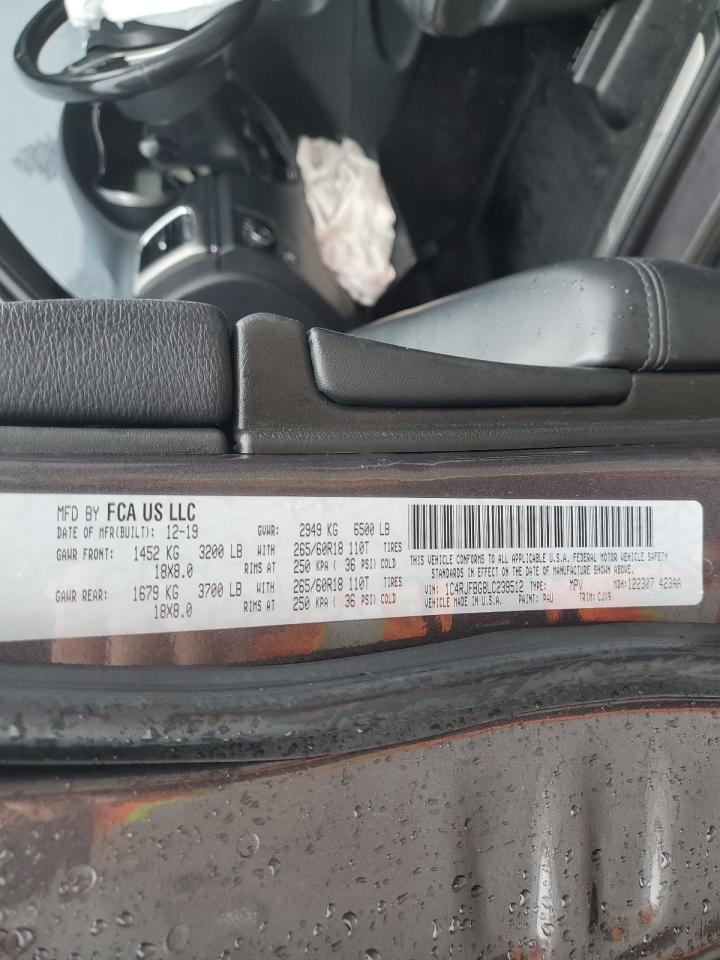 MFD BY FCA US LLC
DATE OF MFR(BUILT): 12-19 GVWR: 2949 KG 6500 LB
GAWR FRONT: 1452 KG 3200 LB WITH 265/60R18 110T TIRES
18X8.0 RIMS AT 250 KPA ( 36 PSI) COLD
GAWR REAR: 1679 KG 3700 LB WITH 265/60R18 110T TIRES
18X8.0 RIMS AT 250 KPA ( 36 PSI) COLD
THIS VEHICLE CONFORMS TO ALL APPLICABLE U.S.A. FEDERAL MOTOR VEHICLE SAFETY
STANDARDS IN EFFECT ON THE DATE OF MANUFACTURE SHOWN ABOVE.
VIN: 1C4RJFBG8LC239512 TYPE: MPV MDH: 122307 423AA
VEHICLE MADE IN U.S.A. PAINT: PAU TRIM: CJX9.